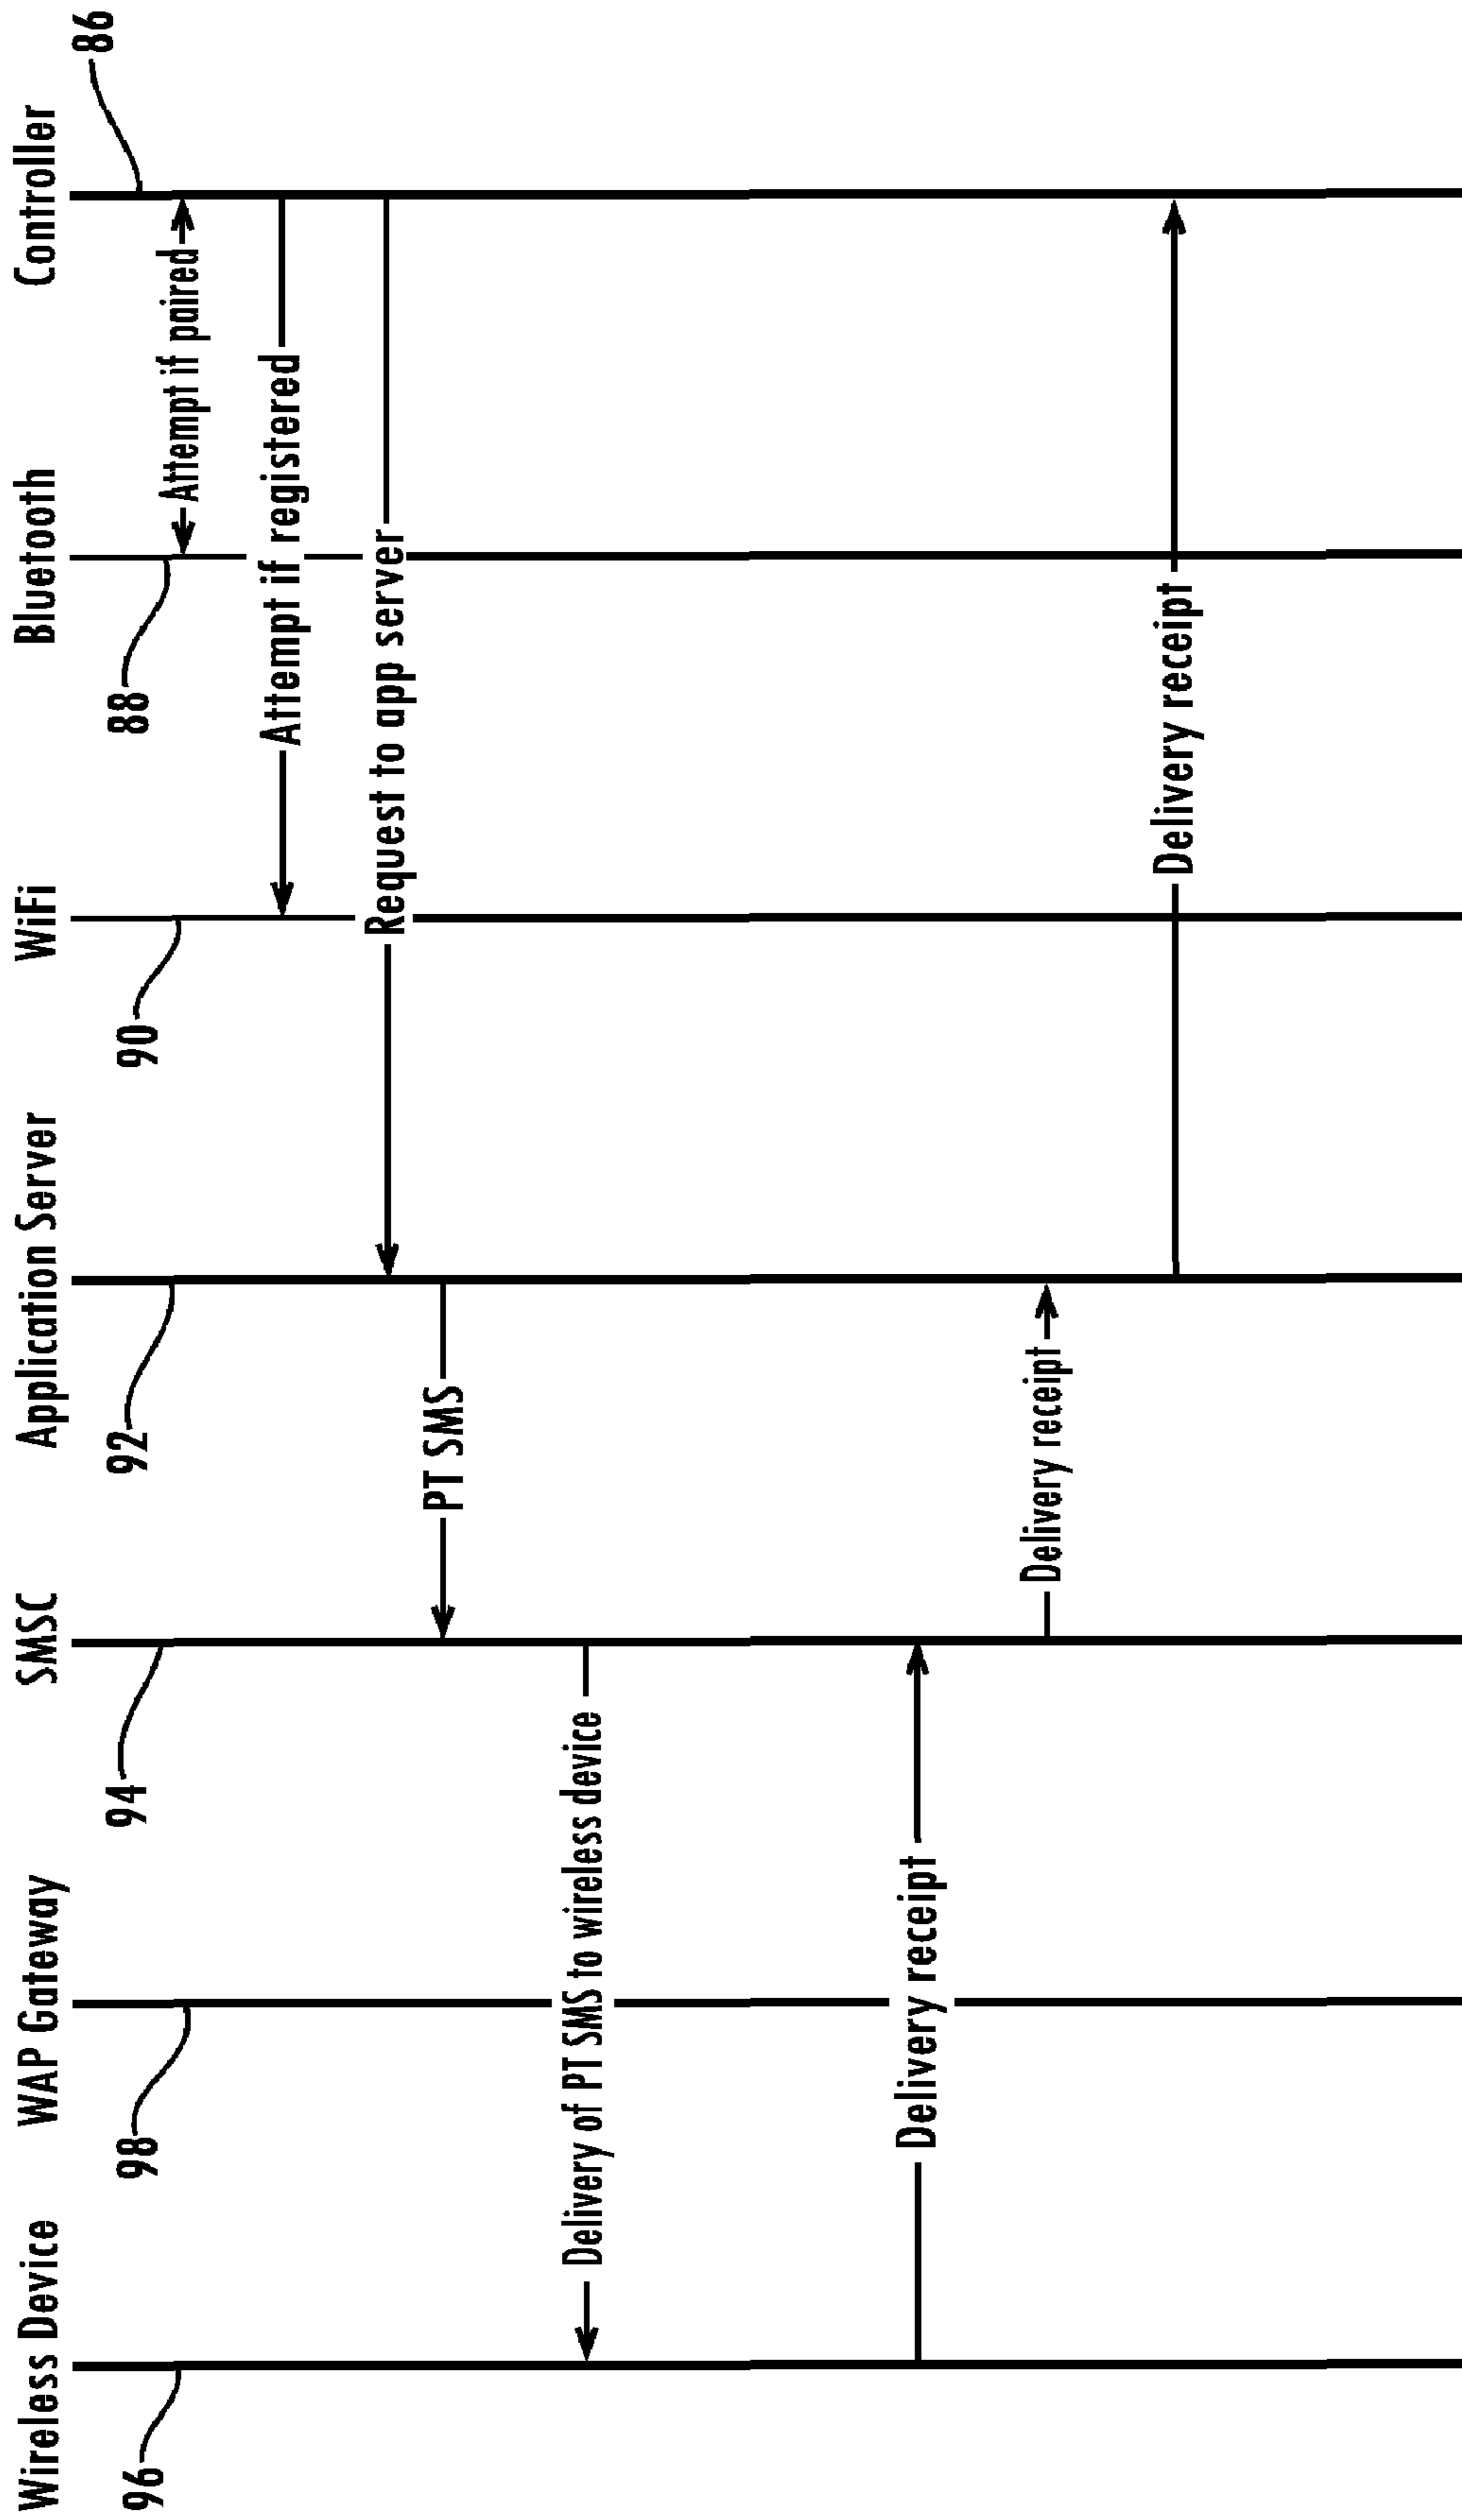 Wireless Device
WAP Gateway
SMSC
Application Server
WiFi
Bluetooth
Controller
96
98
94
92
90
88
86
Attempt if paired
Attempt if registered
Request to app server
PT SMS
Delivery of PT SMS to wireless device
Delivery receipt
Delivery receipt
Delivery receipt